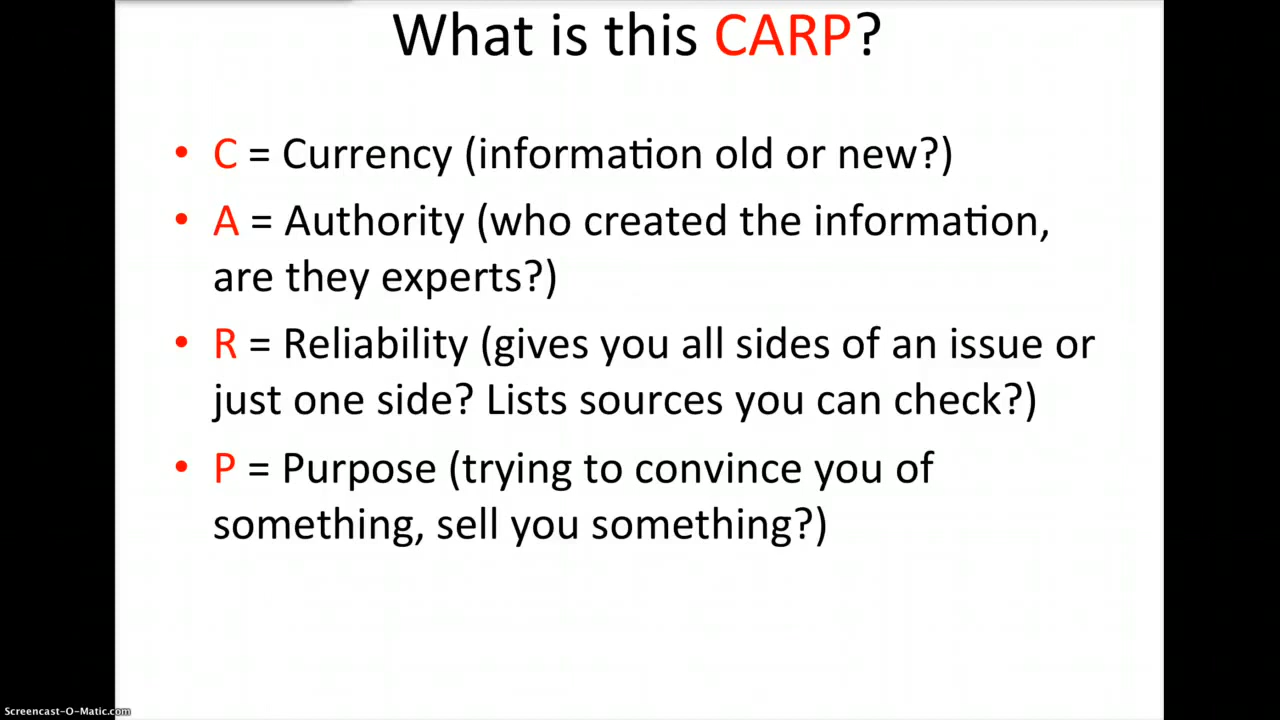 What is this CARP?
• C = Currency (information old or new?)
• A = Authority (who created the information,
are they experts?)
• R = Reliability (gives you all sides of an issue or
just one side? Lists sources you can check?)
• P = Purpose (trying to convince you of
something, sell you something?)
Screencast-O-Matic.com